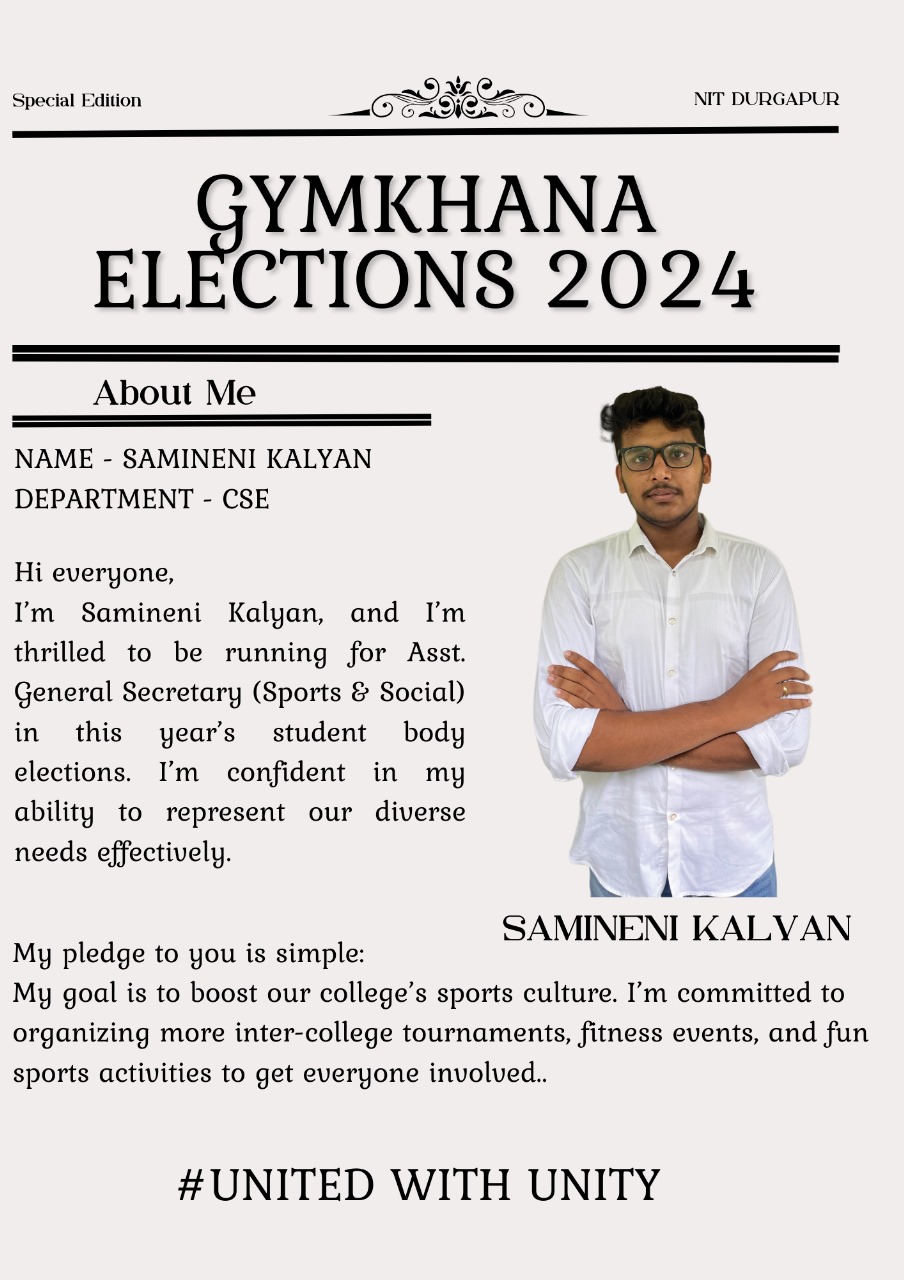 Special Edition
NIT DURGAPUR
GYMKHANA
ELECTIONS 2024
About Me
NAME - SAMINENI KALYAN
DEPARTMENT - CSE
Hi everyone,
I'm Samineni Kalyan, and I'm
thrilled to be running for Asst.
General Secretary (Sports & Social)
in this year's student body
elections. I'm confident in my
ability to represent our diverse
needs effectively.
SAMINENI KALYAN
My pledge to you is simple:
My goal is to boost our college's sports culture. I'm committed to
organizing more inter-college tournaments, fitness events, and fun
sports activities to get everyone involved..
#UNITED WITH UNITY